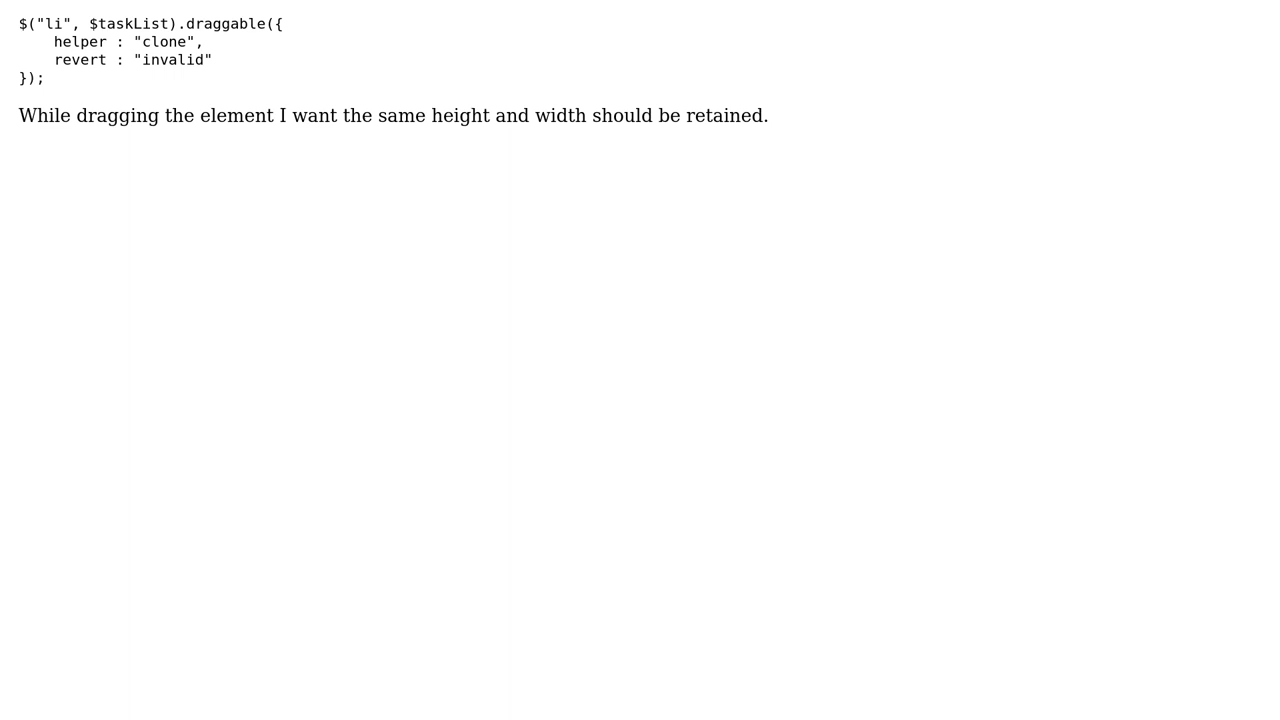 $("li", $taskList).draggable({
    helper : "clone",
    revert : "invalid"
});
While dragging the element I want the same height and width should be retained.